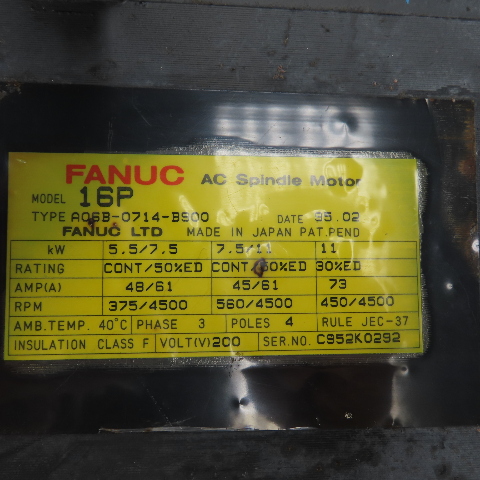 FANUC AC Spindle Motor
MODEL 16P
TYPE A06B-0714-B900 DATE 95.02
FANUC LTD MADE IN JAPAN PAT.PEND
kW 5.5/7.5 7.5/11 11
RATING CONT/50%ED CONT/60%ED 30%ED
AMP(A) 48/61 45/61 73
RPM 375/4500 560/4500 450/4500
AMB.TEMP. 40°C PHASE 3 POLES 4 RULE JEC-37
INSULATION CLASS F VOLT(V)200 SER.NO. C952K0292